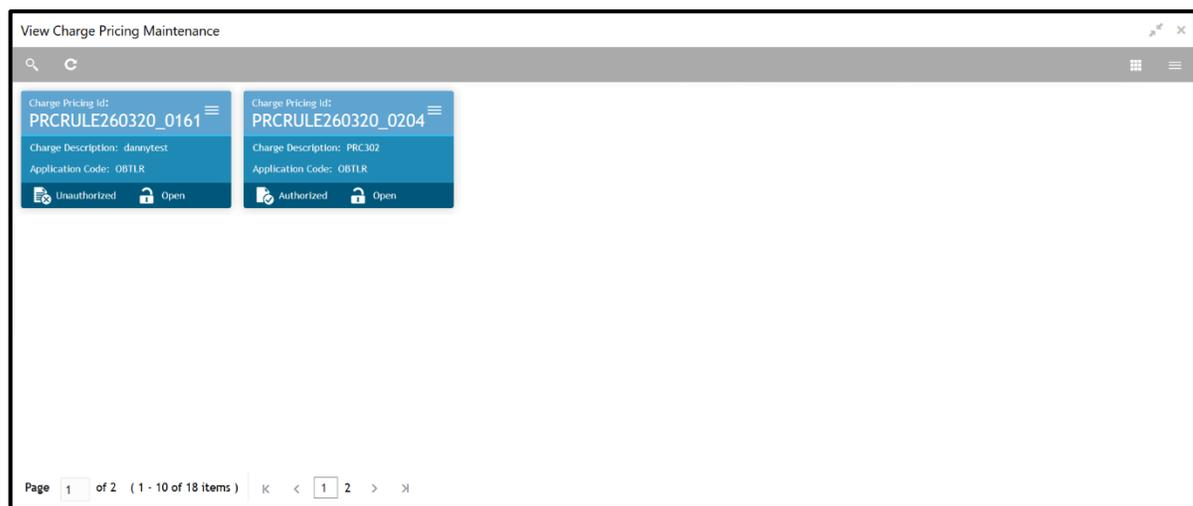 View Charge Pricing Maintenance
Charge Pricing Id:
PRCRULE260320_0161
Charge Description: dannytest
Application Code: OBTLR
Unauthorized Open
Charge Pricing Id:
PRCRULE260320_0204
Charge Description: PRC302
Application Code: OBTLR
Authorized Open
Page 1 of 2 ( 1 - 10 of 18 items ) 1 2